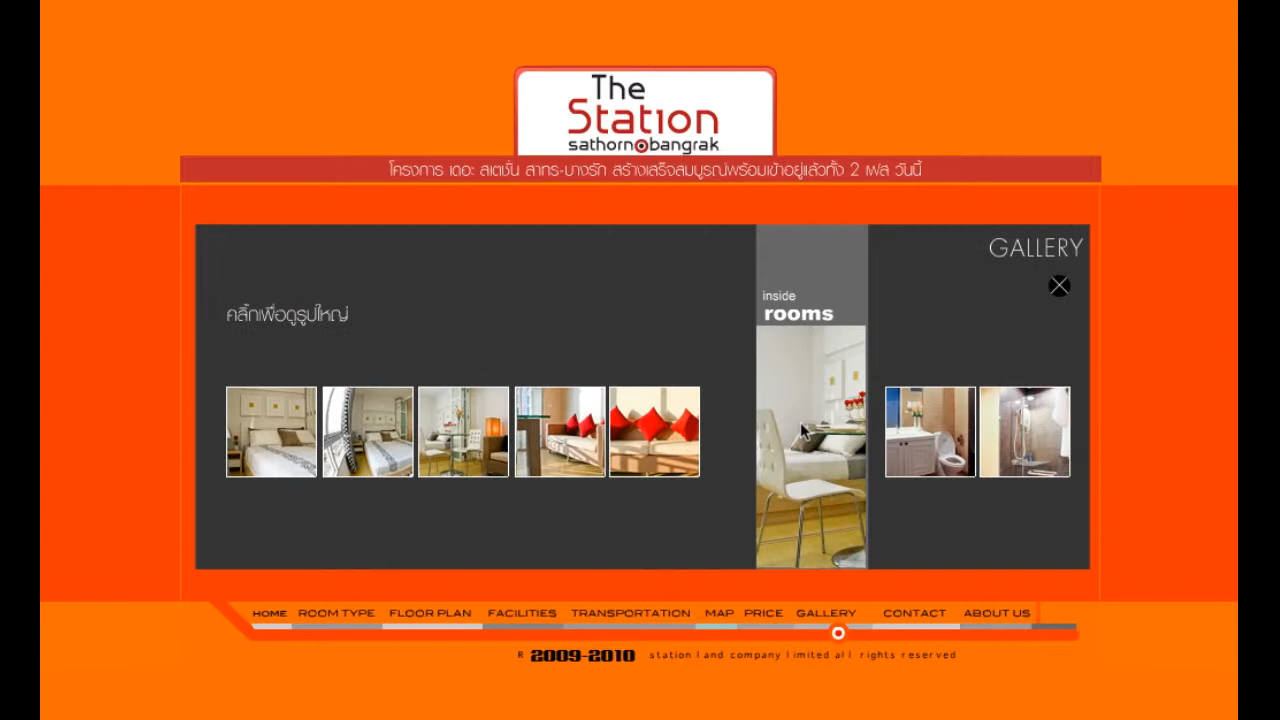 The
Station
sathorn bangrak
โครงการ เดอะ สเตชั่น สาทร-บางรัก สร้างเสร็จสมบูรณ์พร้อมเข้าอยู่แล้วทั้ง 2 เฟส วันนี้
GALLERY
inside
rooms
คลิ๊กเพื่อดูรูปใหญ่
HOME ROOM TYPE FLOOR PLAN FACILITIES TRANSPORTATION MAP PRICE GALLERY CONTACT ABOUT US
R 2009-2010 station land company limited all rights reserved